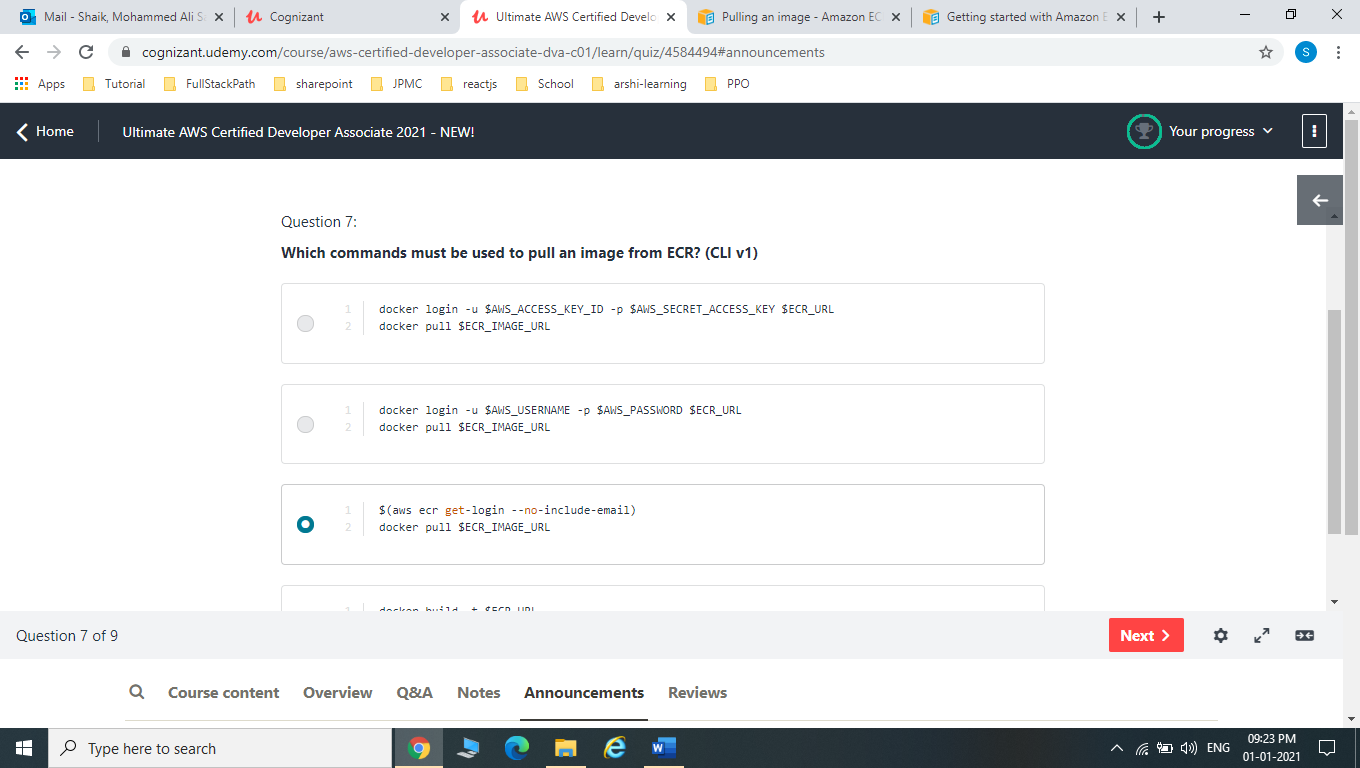 Mail - Shaik, Mohammed Ali S
Cognizant
Ultimate AWS Certified Develo
Pulling an image - Amazon EC
Getting started with Amazon E
cognizant.udemy.com/course/aws-certified-developer-associate-dva-c01/learn/quiz/4584494#announcements
S
Apps Tutorial FullStackPath sharepoint JPMC reactjs School arshi-learning PPO
Home Ultimate AWS Certified Developer Associate 2021 - NEW! Your progress
Question 7:
Which commands must be used to pull an image from ECR? (CLI v1)
1 docker login -u $AWS_ACCESS_KEY_ID -p $AWS_SECRET_ACCESS_KEY $ECR_URL
2 docker pull $ECR_IMAGE_URL
1 docker login -u $AWS_USERNAME -p $AWS_PASSWORD $ECR_URL
2 docker pull $ECR_IMAGE_URL
1 $(aws ecr get-login --no-include-email)
2 docker pull $ECR_IMAGE_URL
1 docker build -t $ECR_URL
Question 7 of 9 Next
Course content Overview Q&A Notes Announcements Reviews
Type here to search
ENG
09:23 PM
01-01-2021